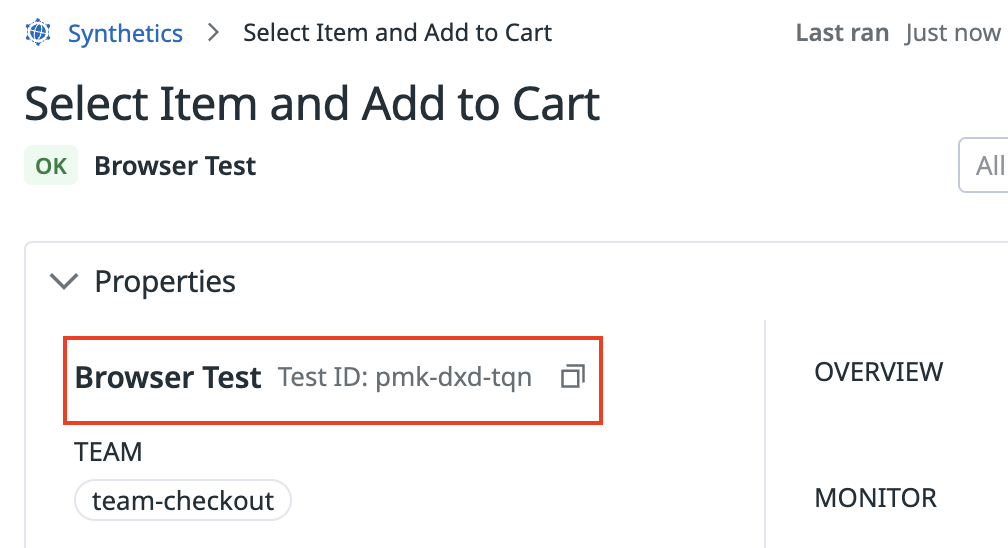 Synthetics > Select Item and Add to Cart Last ran Just now
Select Item and Add to Cart
OK Browser Test
All
Properties
Browser Test Test ID: pmk-dxd-tqn
OVERVIEW
TEAM
team-checkout
MONITOR